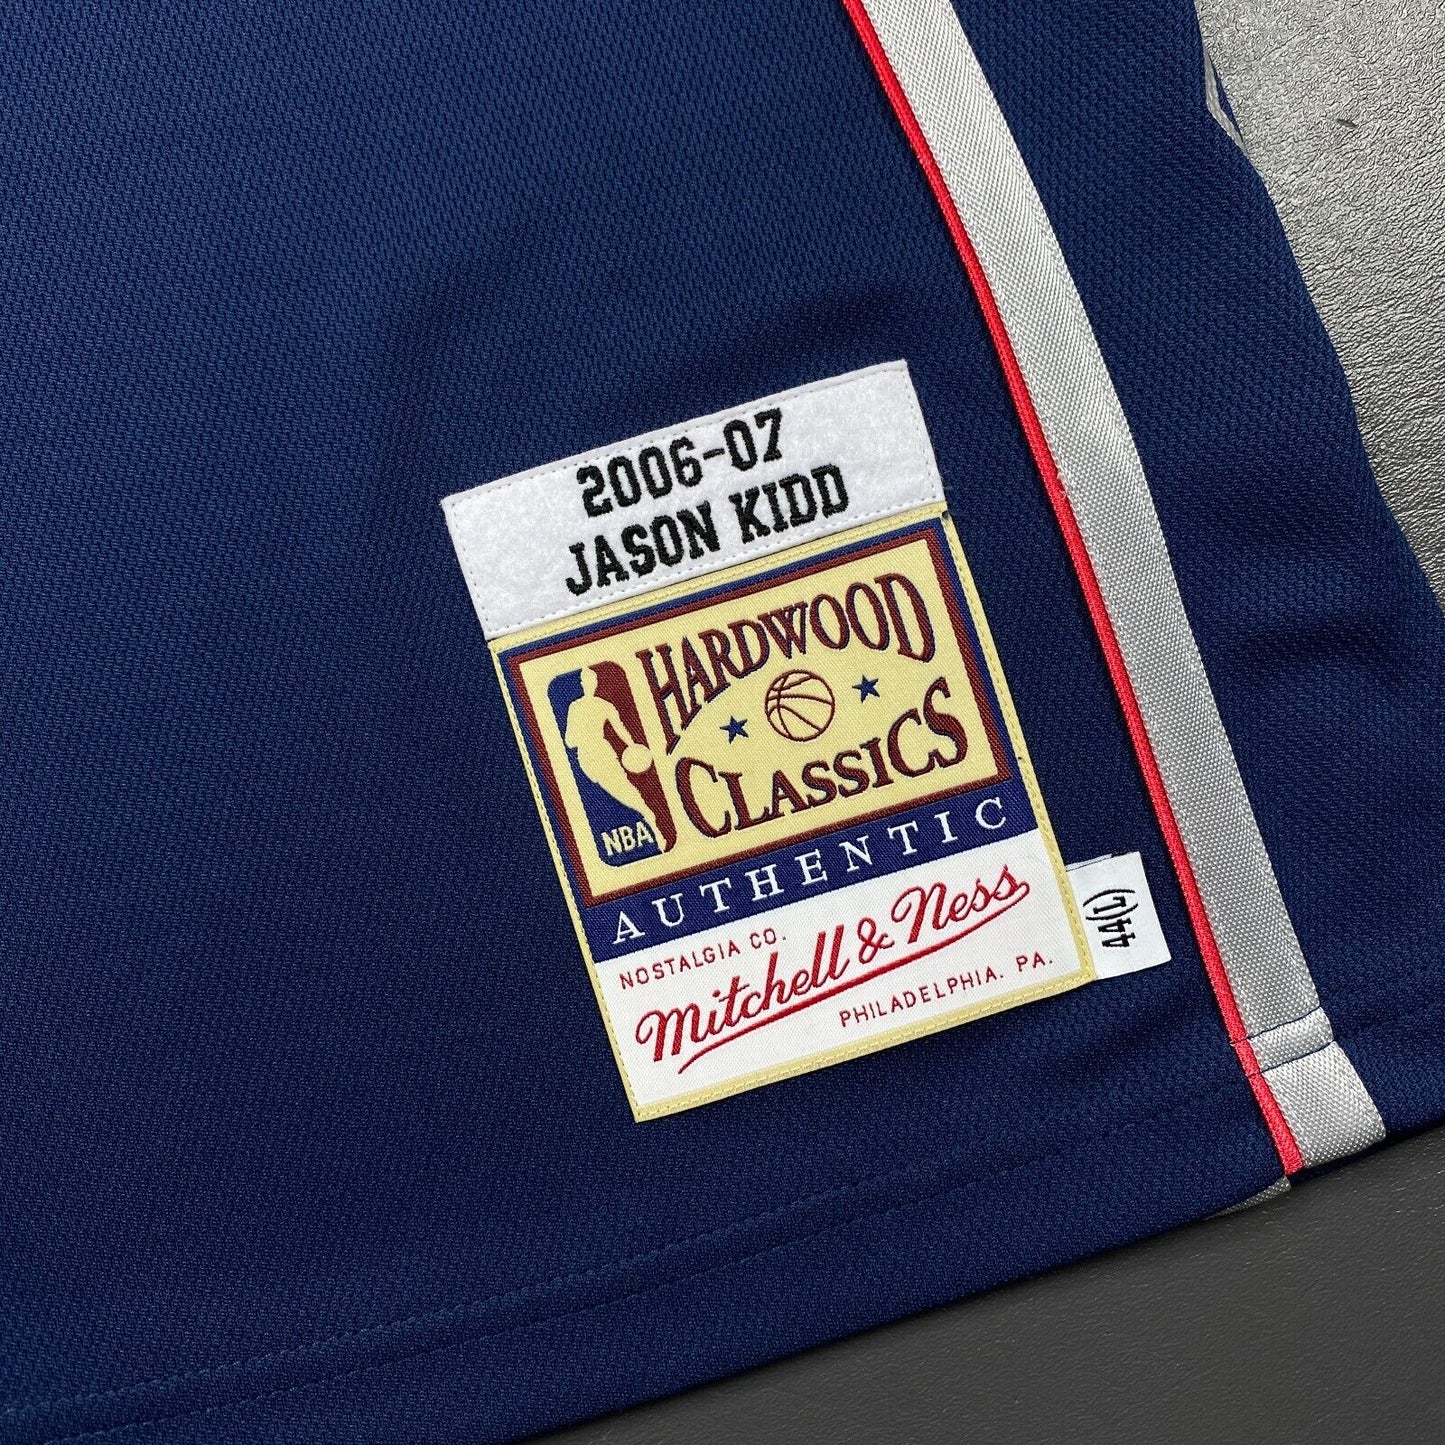 2006-07
JASON KIDD
HARDWOOD
CLASSICS
NBA
AUTHENTIC
NOSTALGIA CO.
Mitchell & Ness
PHILADELPHIA, PA.
44(L)